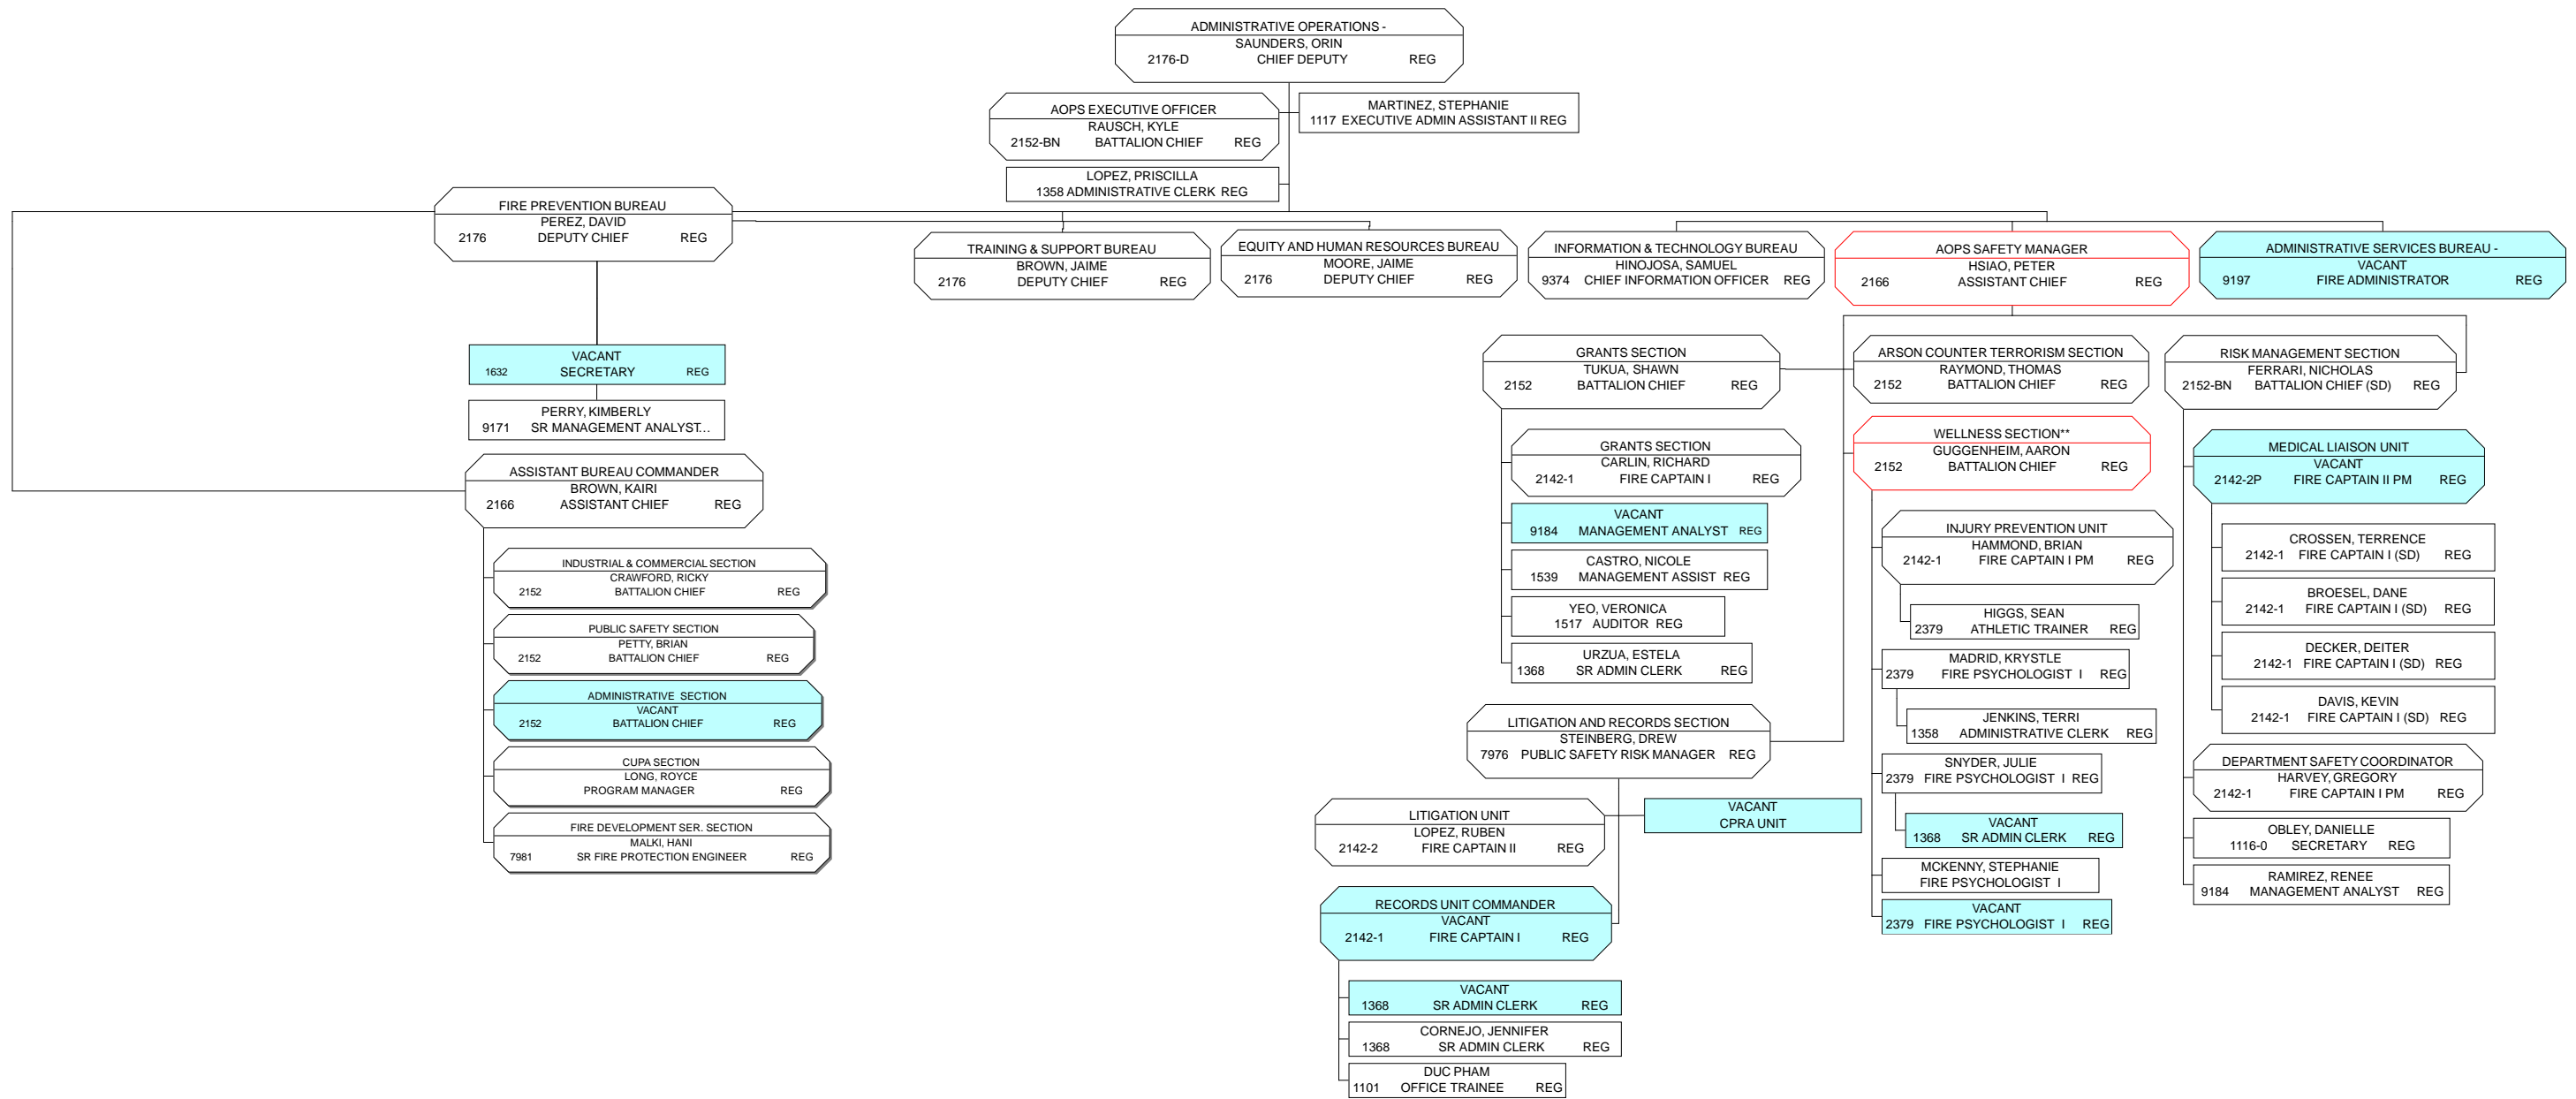 ADMINISTRATIVE OPERATIONS -
SAUNDERS, ORIN
2176-D CHIEF DEPUTY REG
AOPS EXECUTIVE OFFICER
RAUSCH, KYLE
2152-BN BATTALION CHIEF REG
MARTINEZ, STEPHANIE
1117 EXECUTIVE ADMIN ASSISTANT II REG
LOPEZ, PRISCILLA
1358 ADMINISTRATIVE CLERK REG
FIRE PREVENTION BUREAU
PEREZ, DAVID
2176 DEPUTY CHIEF REG
TRAINING & SUPPORT BUREAU
BROWN, JAIME
2176 DEPUTY CHIEF REG
EQUITY AND HUMAN RESOURCES BUREAU
MOORE, JAIME
2176 DEPUTY CHIEF REG
INFORMATION & TECHNOLOGY BUREAU
HINOJOSA, SAMUEL
9374 CHIEF INFORMATION OFFICER REG
AOPS SAFETY MANAGER
HSIAO, PETER
2166 ASSISTANT CHIEF REG
ADMINISTRATIVE SERVICES BUREAU -
VACANT
9197 FIRE ADMINISTRATOR REG
VACANT
1632 SECRETARY REG
PERRY, KIMBERLY
9171 SR MANAGEMENT ANALYST...
ASSISTANT BUREAU COMMANDER
BROWN, KAIRI
2166 ASSISTANT CHIEF REG
INDUSTRIAL & COMMERCIAL SECTION
CRAWFORD, RICKY
2152 BATTALION CHIEF REG
PUBLIC SAFETY SECTION
PETTY, BRIAN
2152 BATTALION CHIEF REG
ADMINISTRATIVE SECTION
VACANT
2152 BATTALION CHIEF REG
CUPA SECTION
LONG, ROYCE
PROGRAM MANAGER REG
FIRE DEVELOPMENT SER. SECTION
MALKI, HANI
7981 SR FIRE PROTECTION ENGINEER REG
GRANTS SECTION
TUKUA, SHAWN
2152 BATTALION CHIEF REG
GRANTS SECTION
CARLIN, RICHARD
2142-1 FIRE CAPTAIN I REG
VACANT
9184 MANAGEMENT ANALYST REG
CASTRO, NICOLE
1539 MANAGEMENT ASSIST REG
YEO, VERONICA
1517 AUDITOR REG
URZUA, ESTELA
1368 SR ADMIN CLERK REG
LITIGATION AND RECORDS SECTION
STEINBERG, DREW
7976 PUBLIC SAFETY RISK MANAGER REG
LITIGATION UNIT
LOPEZ, RUBEN
2142-2 FIRE CAPTAIN II REG
VACANT
CPRA UNIT
RECORDS UNIT COMMANDER
VACANT
2142-1 FIRE CAPTAIN I REG
VACANT
1368 SR ADMIN CLERK REG
CORNEJO, JENNIFER
1368 SR ADMIN CLERK REG
DUC PHAM
1101 OFFICE TRAINEE REG
ARSON COUNTER TERRORISM SECTION
RAYMOND, THOMAS
2152 BATTALION CHIEF REG
WELLNESS SECTION**
GUGGENHEIM, AARON
2152 BATTALION CHIEF REG
INJURY PREVENTION UNIT
HAMMOND, BRIAN
2142-1 FIRE CAPTAIN I PM REG
HIGGS, SEAN
2379 ATHLETIC TRAINER REG
MADRID, KRYSTLE
2379 FIRE PSYCHOLOGIST I REG
JENKINS, TERRI
1358 ADMINISTRATIVE CLERK REG
SNYDER, JULIE
2379 FIRE PSYCHOLOGIST I REG
VACANT
1368 SR ADMIN CLERK REG
MCKENNY, STEPHANIE
FIRE PSYCHOLOGIST I
VACANT
2379 FIRE PSYCHOLOGIST I REG
RISK MANAGEMENT SECTION
FERRARI, NICHOLAS
2152-BN BATTALION CHIEF (SD) REG
MEDICAL LIAISON UNIT
VACANT
2142-2P FIRE CAPTAIN II PM REG
CROSSEN, TERRENCE
2142-1 FIRE CAPTAIN I (SD) REG
BROESEL, DANE
2142-1 FIRE CAPTAIN I (SD) REG
DECKER, DEITER
2142-1 FIRE CAPTAIN I (SD) REG
DAVIS, KEVIN
2142-1 FIRE CAPTAIN I (SD) REG
DEPARTMENT SAFETY COORDINATOR
HARVEY, GREGORY
2142-1 FIRE CAPTAIN I PM REG
OBLEY, DANIELLE
1116-0 SECRETARY REG
RAMIREZ, RENEE
9184 MANAGEMENT ANALYST REG